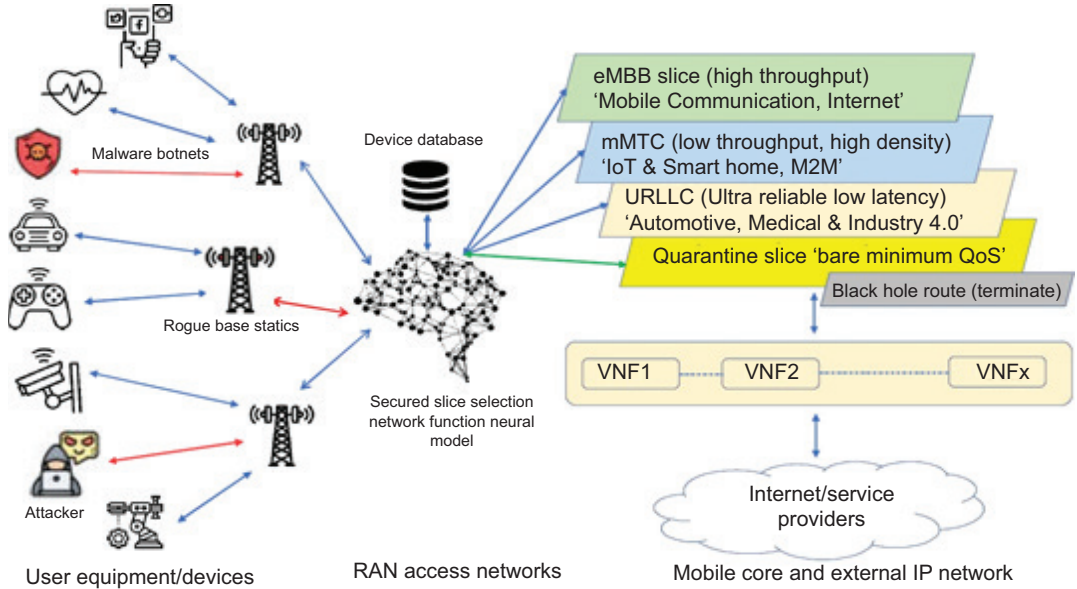 Malware botnets
Device database
eMBB slice (high throughput)
‘Mobile Communication, Internet’
mMTC (low throughput, high density)
‘IoT & Smart home, M2M’
URLLC (Ultra reliable low latency)
‘Automotive, Medical & Industry 4.0’
Quarantine slice ‘bare minimum QoS’
Black hole route (terminate)
Rogue base statics
VNF1
VNF2
VNFx
Secured slice selection
network function neural
model
Attacker
Internet/service
providers
User equipment/devices
RAN access networks
Mobile core and external IP network